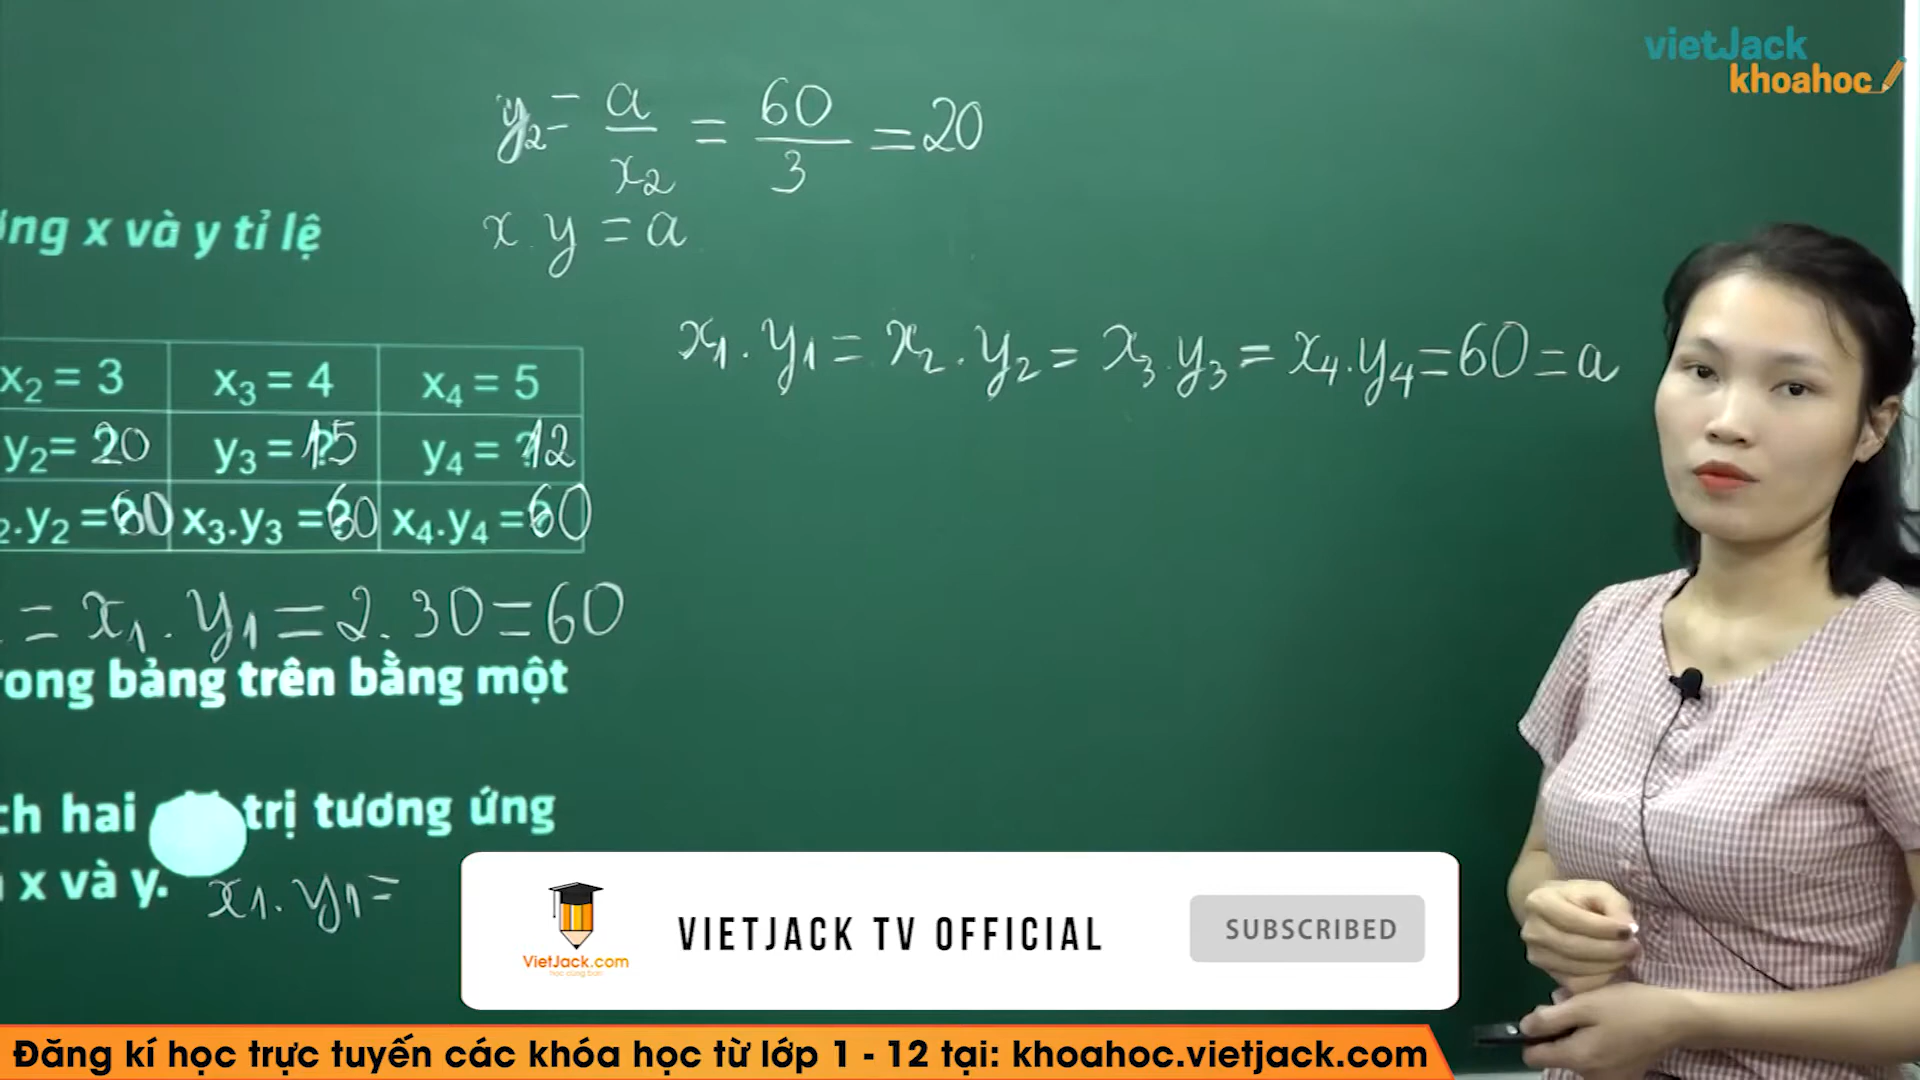 vietJack
khoahoc
y₂ = a/x₂ = 60/3 = 20
x . y = a
ng x và y tỉ lệ
x₁ . y₁ = x₂ . y₂ = x₃ . y₃ = x₄ . y₄ = 60 = a
x₂ = 3 x₃ = 4 x₄ = 5
y₂ = 20 y₃ = 15 y₄ = ?12
₂.y₂ = 60 x₃.y₃ = 60 x₄.y₄ = 60
= x₁ . y₁ = 2 . 30 = 60
rong bảng trên bằng một
ch hai trị tương ứng
x và y. x₁ . y₁ =
VIETJACK TV OFFICIAL
SUBSCRIBED
VietJack.com
học cùng bạn
Đăng kí học trực tuyến các khóa học từ lớp 1 - 12 tại: khoahoc.vietjack.com